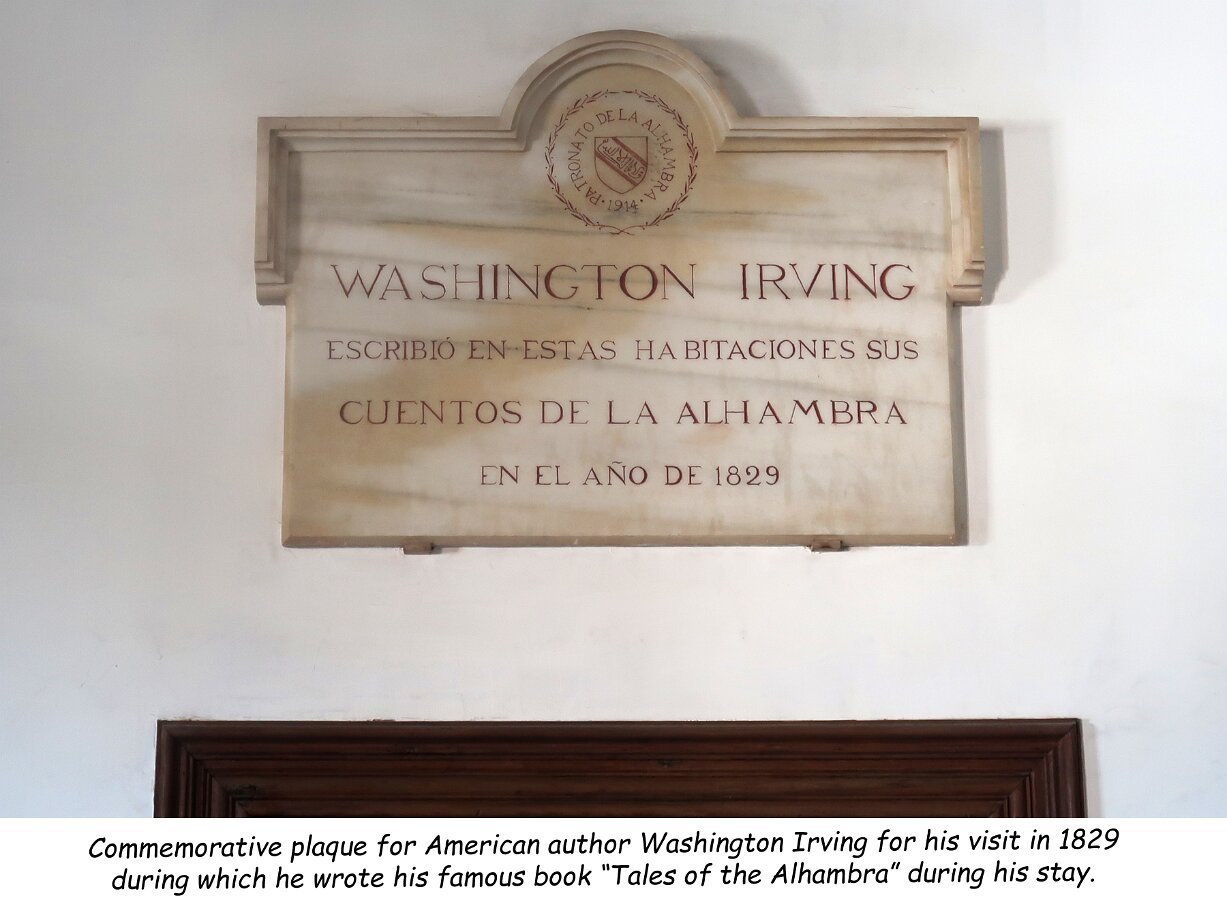 PATRONATO DE LA ALHAMBRA
· 1914 ·
WASHINGTON IRVING
ESCRIBIÓ EN ESTAS HABITACIONES SUS
CUENTOS DE LA ALHAMBRA
EN EL AÑO DE 1829
Commemorative plaque for American author Washington Irving for his visit in 1829
during which he wrote his famous book “Tales of the Alhambra” during his stay.